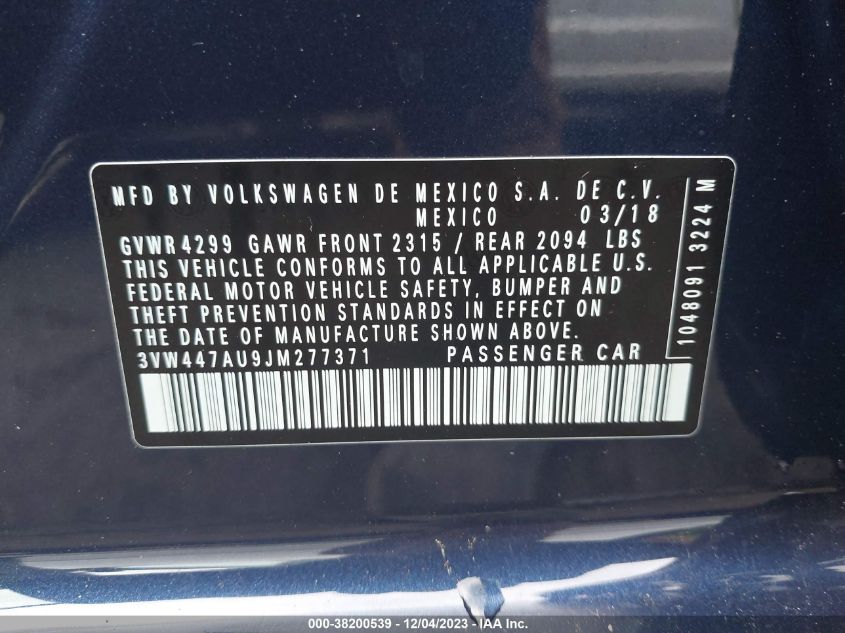 MFD BY VOLKSWAGEN DE MEXICO S.A. DE C.V.
MEXICO 03/18
GVWR 4299 GAWR FRONT 2315 / REAR 2094 LBS
THIS VEHICLE CONFORMS TO ALL APPLICABLE U.S.
FEDERAL MOTOR VEHICLE SAFETY, BUMPER AND
THEFT PREVENTION STANDARDS IN EFFECT ON
THE DATE OF MANUFACTURE SHOWN ABOVE.
3VW447AU9JM277371 PASSENGER CAR
1048091 3224 M
000-38200539 - 12/04/2023 - IAA Inc.